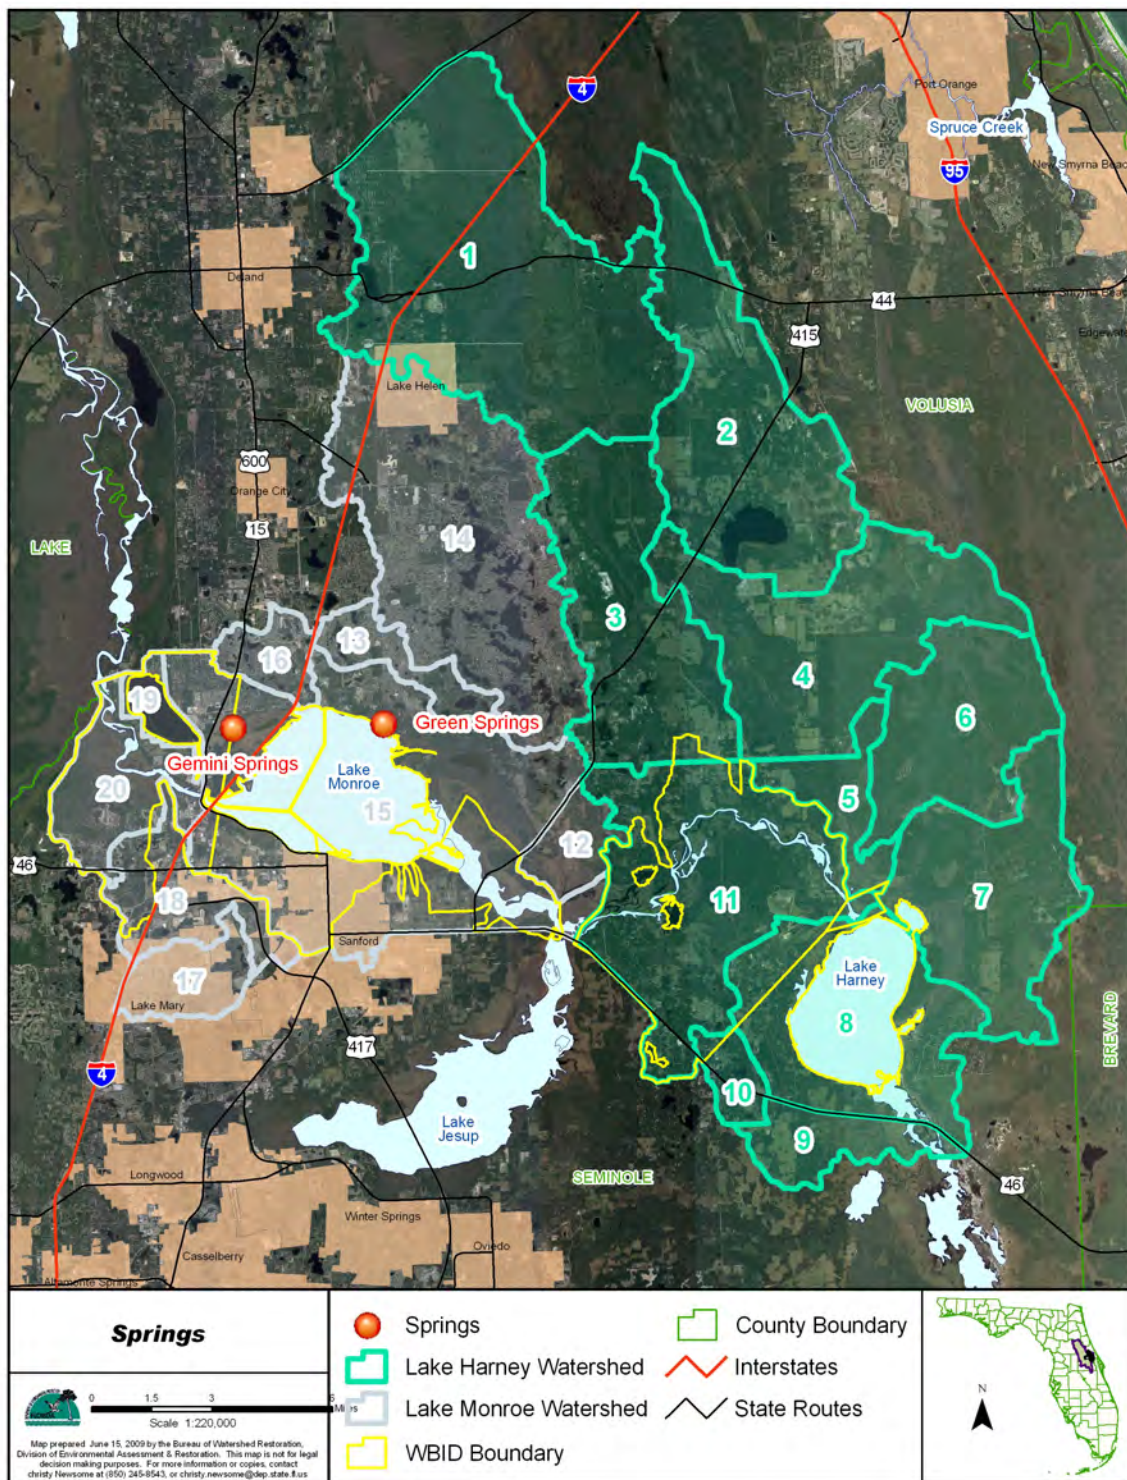 4
Port Orange
Spruce Creek
New Smyrna Beac
95
1
Deland
44
New Smyrna Beac
415
Edgewate
Lake Helen
VOLUSIA
2
600
Orange City
15
14
LAKE
3
13
16
4
19
6
Green Springs
Gemini Springs
Lake
Monroe
20
15
5
46
12
11
7
18
Sanford
Lake
Harney
17
Lake Mary
8
BREVARD
417
4
10
Lake
Jesup
9
SEMINOLE
Longwood
46
Winter Springs
Oviedo
Casselberry
Altamonte Springs
Springs
Springs
County Boundary
Lake Harney Watershed
Interstates
Lake Monroe Watershed
State Routes
WBID Boundary
N
0 1.5 3 6
Miles
Scale 1:220,000
FLORIDA
Map prepared June 15, 2009 by the Bureau of Watershed Restoration,
Division of Environmental Assessment & Restoration. This map is not for legal
decision making purposes. For more information or copies, contact
christy Newsome at (850) 245-8543, or christy.newsome@dep.state.fl.us